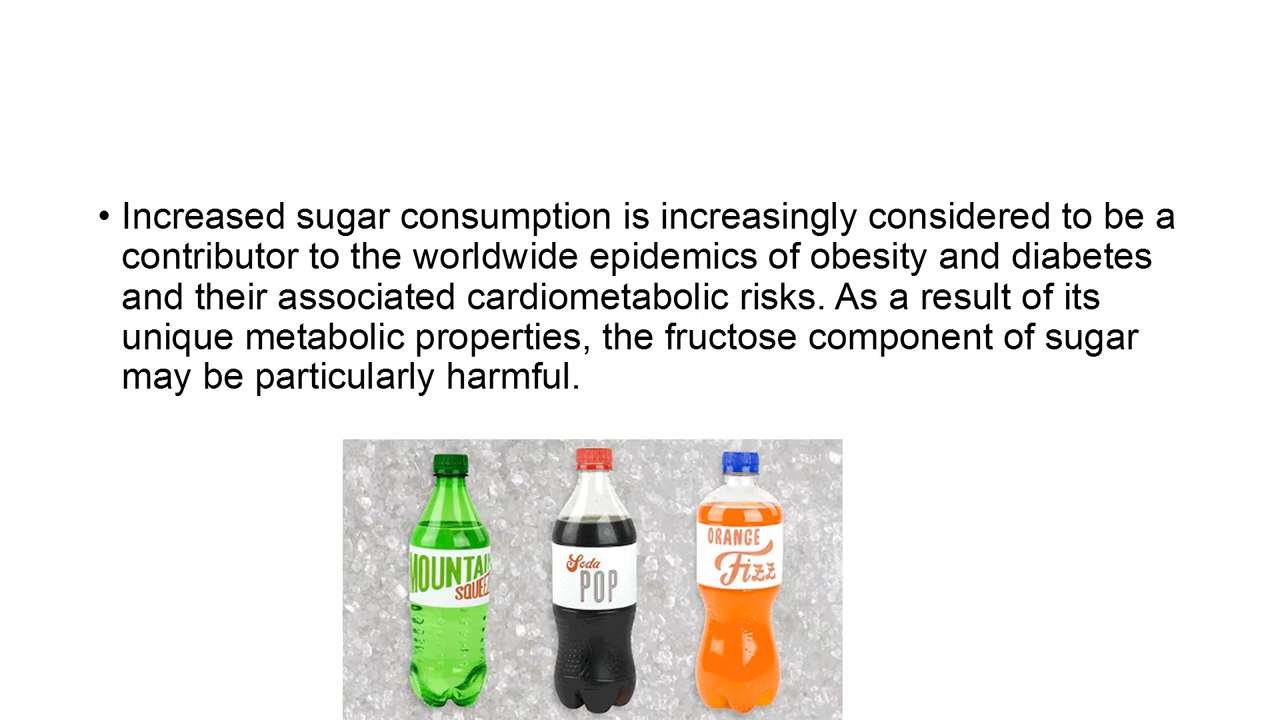 • Increased sugar consumption is increasingly considered to be a
contributor to the worldwide epidemics of obesity and diabetes
and their associated cardiometabolic risks. As a result of its
unique metabolic properties, the fructose component of sugar
may be particularly harmful.
MOUNTAI
SQUEEZ
Soda
POP
ORANGE
Fizz